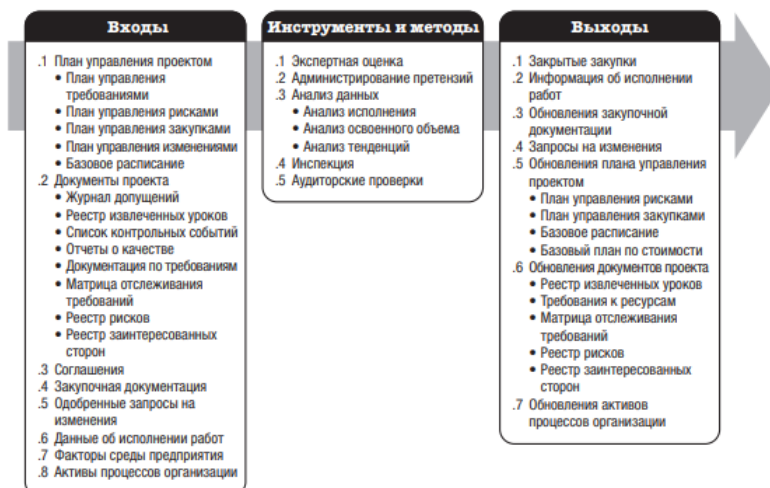 Входы
.1 План управления проектом
• План управления
требованиями
• План управления рисками
• План управления закупками
• План управления изменениями
• Базовое расписание
.2 Документы проекта
• Журнал допущений
• Реестр извлеченных уроков
• Список контрольных событий
• Отчеты о качестве
• Документация по требованиям
• Матрица отслеживания
требований
• Реестр рисков
• Реестр заинтересованных
сторон
.3 Соглашения
.4 Закупочная документация
.5 Одобренные запросы на
изменения
.6 Данные об исполнении работ
.7 Факторы среды предприятия
.8 Активы процессов организации
Инструменты и методы
.1 Экспертная оценка
.2 Администрирование претензий
.3 Анализ данных
• Анализ исполнения
• Анализ освоенного объема
• Анализ тенденций
.4 Инспекция
.5 Аудиторские проверки
Выходы
.1 Закрытые закупки
.2 Информация об исполнении
работ
.3 Обновления закупочной
документации
.4 Запросы на изменения
.5 Обновления плана управления
проектом
• План управления рисками
• План управления закупками
• Базовое расписание
• Базовый план по стоимости
.6 Обновления документов проекта
• Реестр извлеченных уроков
• Требования к ресурсам
• Матрица отслеживания
требований
• Реестр рисков
• Реестр заинтересованных
сторон
.7 Обновления активов
процессов организации